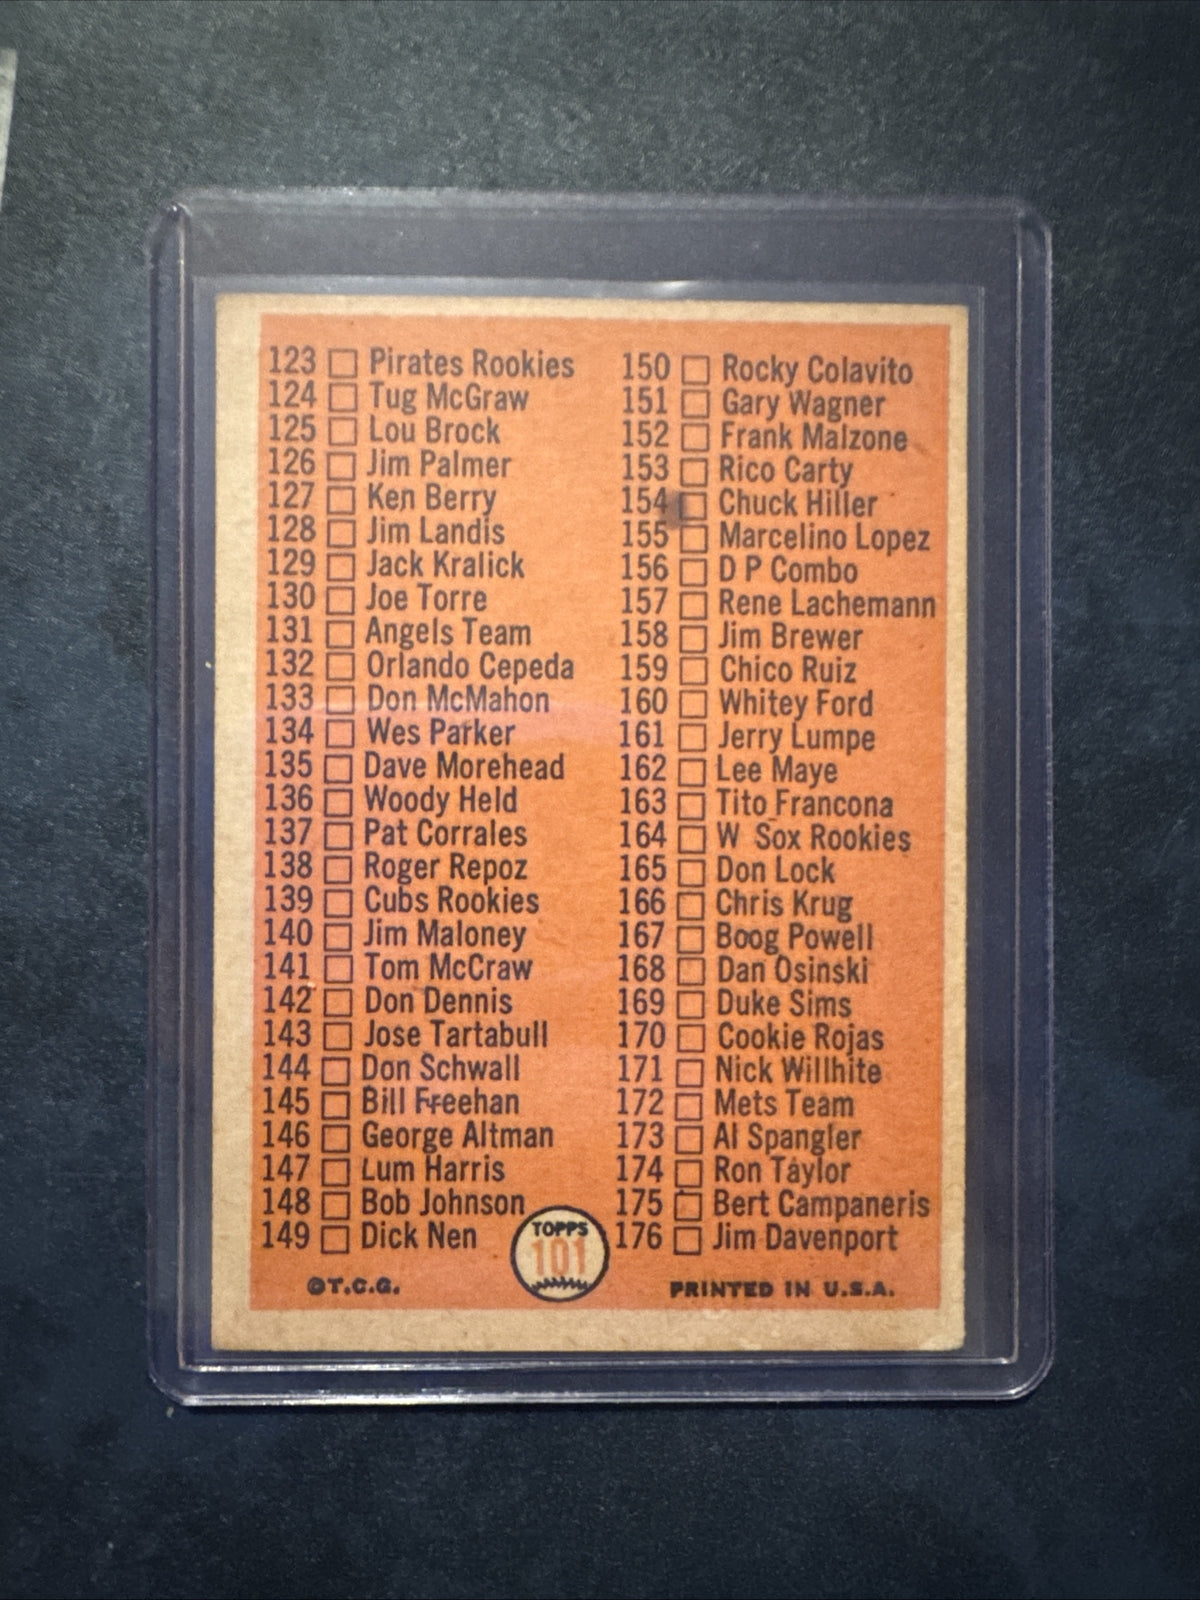 123 Pirates Rookies
124 Tug McGraw
125 Lou Brock
126 Jim Palmer
127 Ken Berry
128 Jim Landis
129 Jack Kralick
130 Joe Torre
131 Angels Team
132 Orlando Cepeda
133 Don McMahon
134 Wes Parker
135 Dave Morehead
136 Woody Held
137 Pat Corrales
138 Roger Repoz
139 Cubs Rookies
140 Jim Maloney
141 Tom McCraw
142 Don Dennis
143 Jose Tartabull
144 Don Schwall
145 Bill Freehan
146 George Altman
147 Lum Harris
148 Bob Johnson
149 Dick Nen
150 Rocky Colavito
151 Gary Wagner
152 Frank Malzone
153 Rico Carty
154 Chuck Hiller
155 Marcelino Lopez
156 D P Combo
157 Rene Lachemann
158 Jim Brewer
159 Chico Ruiz
160 Whitey Ford
161 Jerry Lumpe
162 Lee Maye
163 Tito Francona
164 W Sox Rookies
165 Don Lock
166 Chris Krug
167 Boog Powell
168 Dan Osinski
169 Duke Sims
170 Cookie Rojas
171 Nick Willhite
172 Mets Team
173 Al Spangler
174 Ron Taylor
175 Bert Campaneris
176 Jim Davenport
TOPPS
101
©T.C.G.
PRINTED IN U.S.A.